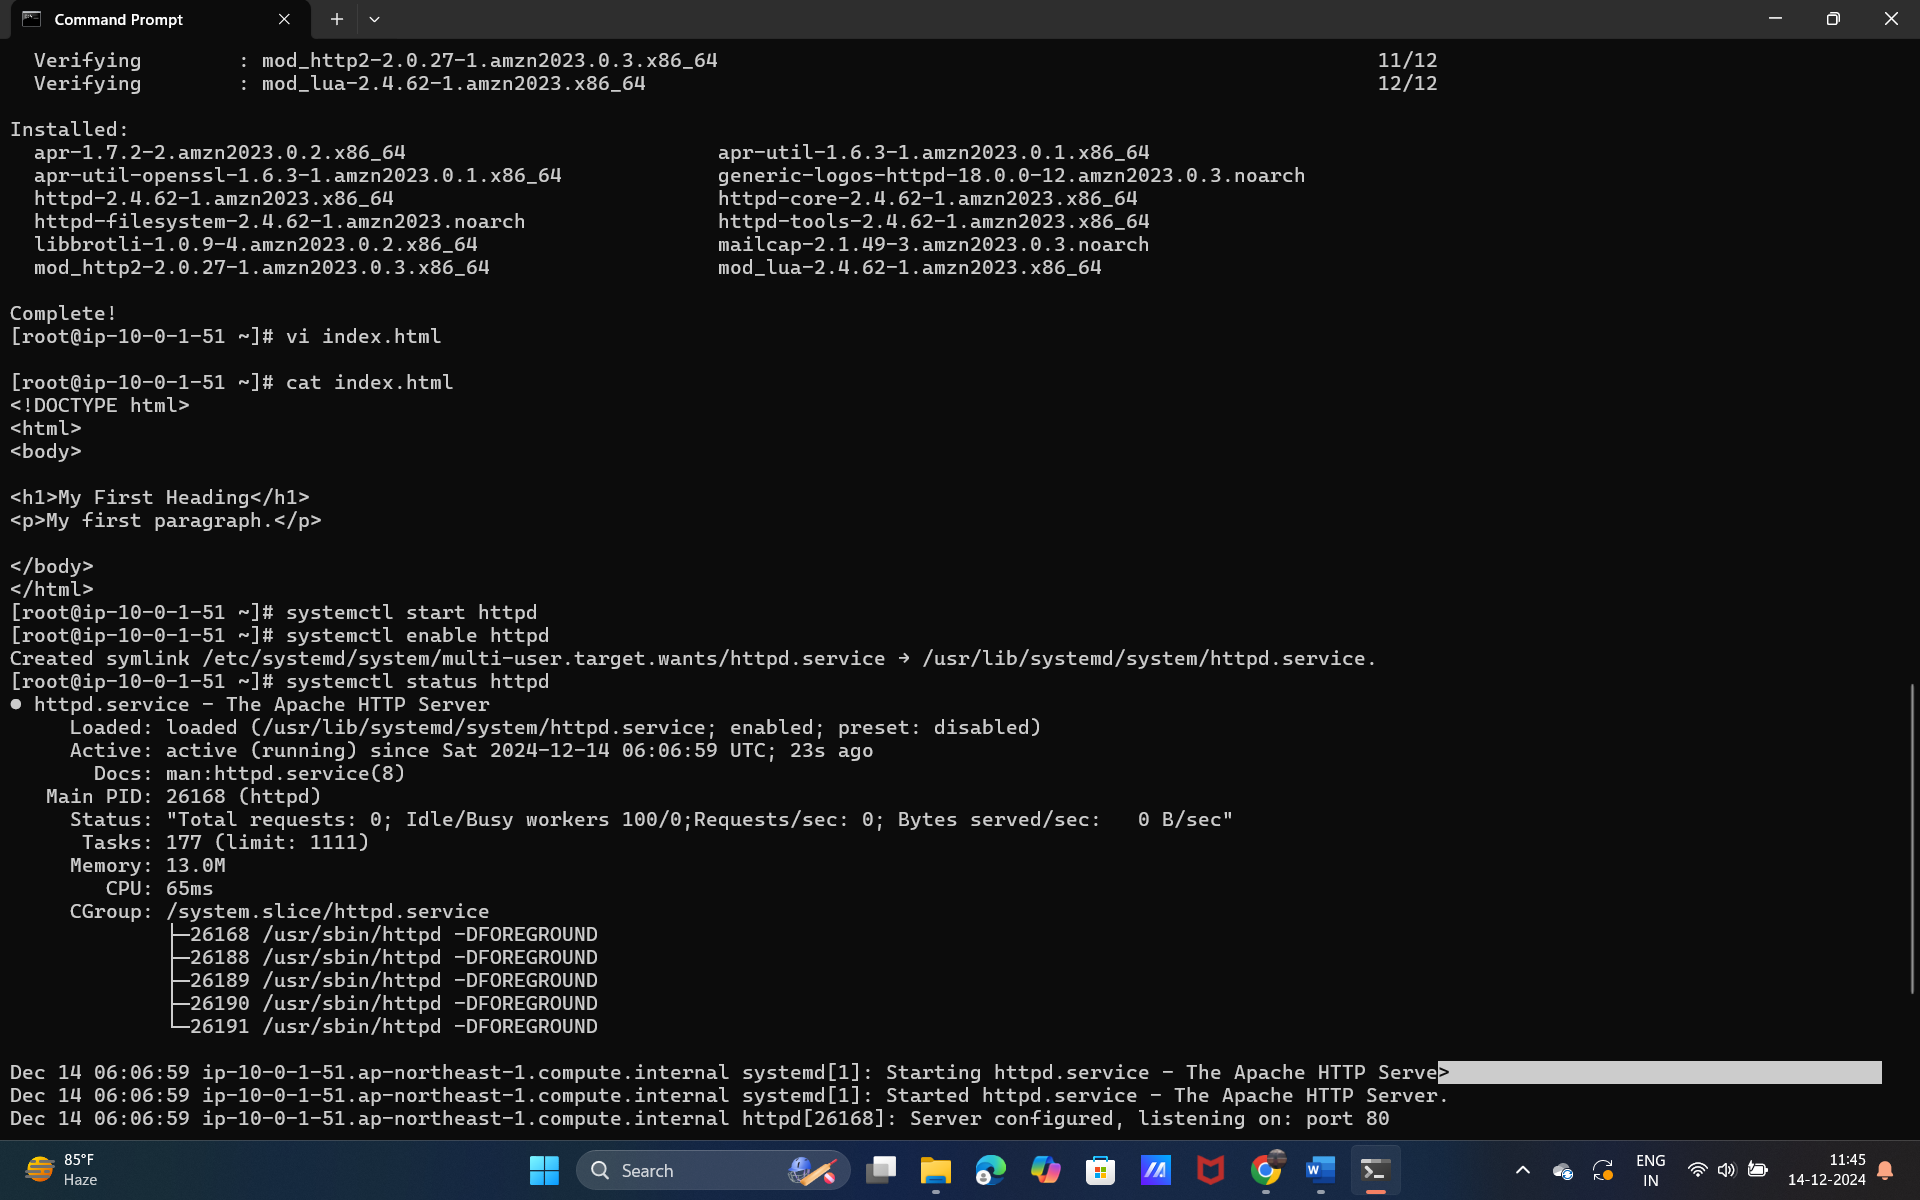 Command Prompt
Verifying : mod_http2-2.0.27-1.amzn2023.0.3.x86_64 11/12
Verifying : mod_lua-2.4.62-1.amzn2023.x86_64 12/12
Installed:
apr-1.7.2-2.amzn2023.0.2.x86_64 apr-util-1.6.3-1.amzn2023.0.1.x86_64
apr-util-openssl-1.6.3-1.amzn2023.0.1.x86_64 generic-logos-httpd-18.0.0-12.amzn2023.0.3.noarch
httpd-2.4.62-1.amzn2023.x86_64 httpd-core-2.4.62-1.amzn2023.x86_64
httpd-filesystem-2.4.62-1.amzn2023.noarch httpd-tools-2.4.62-1.amzn2023.x86_64
libbrotli-1.0.9-4.amzn2023.0.2.x86_64 mailcap-2.1.49-3.amzn2023.0.3.noarch
mod_http2-2.0.27-1.amzn2023.0.3.x86_64 mod_lua-2.4.62-1.amzn2023.x86_64
Complete!
[root@ip-10-0-1-51 ~]# vi index.html
[root@ip-10-0-1-51 ~]# cat index.html
<!DOCTYPE html>
<html>
<body>
<h1>My First Heading</h1>
<p>My first paragraph.</p>
</body>
</html>
[root@ip-10-0-1-51 ~]# systemctl start httpd
[root@ip-10-0-1-51 ~]# systemctl enable httpd
Created symlink /etc/systemd/system/multi-user.target.wants/httpd.service → /usr/lib/systemd/system/httpd.service.
[root@ip-10-0-1-51 ~]# systemctl status httpd
● httpd.service - The Apache HTTP Server
Loaded: loaded (/usr/lib/systemd/system/httpd.service; enabled; preset: disabled)
Active: active (running) since Sat 2024-12-14 06:06:59 UTC; 23s ago
Docs: man:httpd.service(8)
Main PID: 26168 (httpd)
Status: "Total requests: 0; Idle/Busy workers 100/0;Requests/sec: 0; Bytes served/sec:   0 B/sec"
Tasks: 177 (limit: 1111)
Memory: 13.0M
CPU: 65ms
CGroup: /system.slice/httpd.service
├─26168 /usr/sbin/httpd -DFOREGROUND
├─26188 /usr/sbin/httpd -DFOREGROUND
├─26189 /usr/sbin/httpd -DFOREGROUND
├─26190 /usr/sbin/httpd -DFOREGROUND
└─26191 /usr/sbin/httpd -DFOREGROUND
Dec 14 06:06:59 ip-10-0-1-51.ap-northeast-1.compute.internal systemd[1]: Starting httpd.service - The Apache HTTP Serve>
Dec 14 06:06:59 ip-10-0-1-51.ap-northeast-1.compute.internal systemd[1]: Started httpd.service - The Apache HTTP Server.
Dec 14 06:06:59 ip-10-0-1-51.ap-northeast-1.compute.internal httpd[26168]: Server configured, listening on: port 80
85°F
Haze
Search
ENG
IN
11:45
14-12-2024